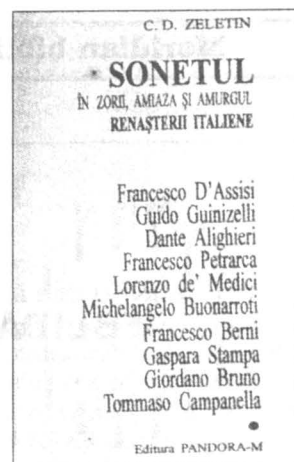 C. D. ZELETIN
SONETUL
ÎN ZORII, AMIAZA ȘI AMURGUL
RENAȘTERII ITALIENE
Francesco D'Assisi
Guido Guinizelli
Dante Alighieri
Francesco Petrarca
Lorenzo de' Medici
Michelangelo Buonarroti
Francesco Berni
Gaspara Stampa
Giordano Bruno
Tommaso Campanella
Editura PANDORA-M